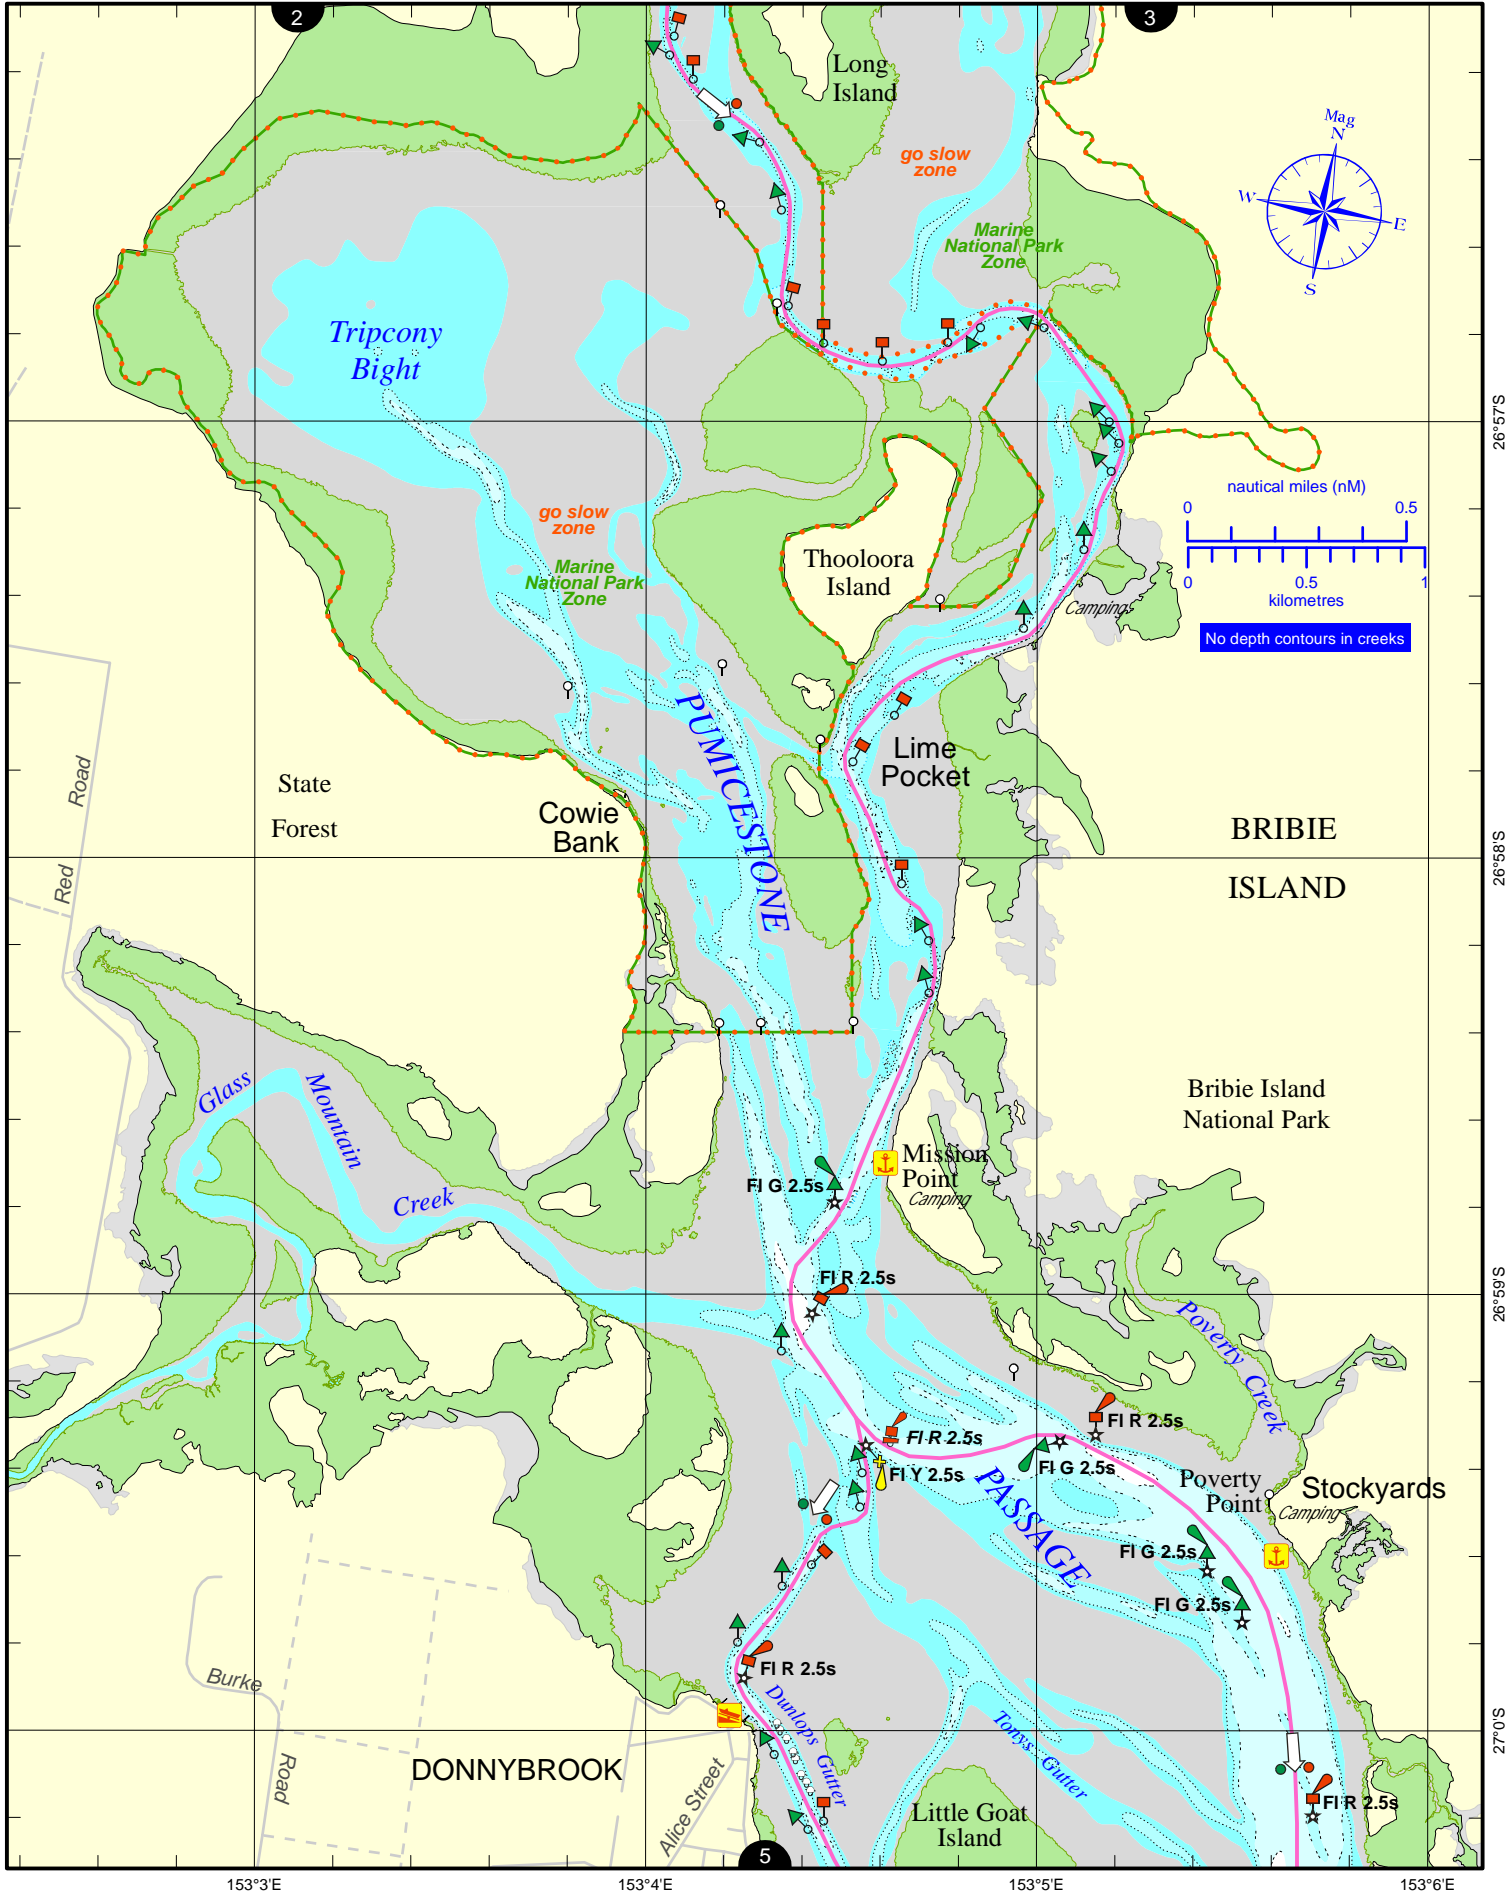 2
3
Long
Island
Mag
N
W
E
S
go slow
zone
Marine
National Park
Zone
Tripcony
Bight
26°57'S
nautical miles (nM)
0
0.5
0
0.5
1
kilometres
No depth contours in creeks
go slow
zone
Marine
National Park
Zone
Thooloora
Island
Camping
PUMICESTONE
Lime
Pocket
Red
Road
State
Forest
Cowie
Bank
BRIBIE
ISLAND
26°58'S
Glass
Mountain
Creek
Bribie Island
National Park
Mission
Point
Camping
Fl G 2.5s
Fl R 2.5s
26°59'S
Poverty
Creek
Fl R 2.5s
Fl R 2.5s
Fl Y 2.5s
Fl G 2.5s
PASSAGE
Poverty
Point
Stockyards
Camping
Fl G 2.5s
Fl G 2.5s
Fl R 2.5s
Burke
Road
Dunlops Gutter
Tonys Gutter
27°0'S
DONNYBROOK
Alice Street
Little Goat
Island
Fl R 2.5s
5
153°3'E
153°4'E
153°5'E
153°6'E